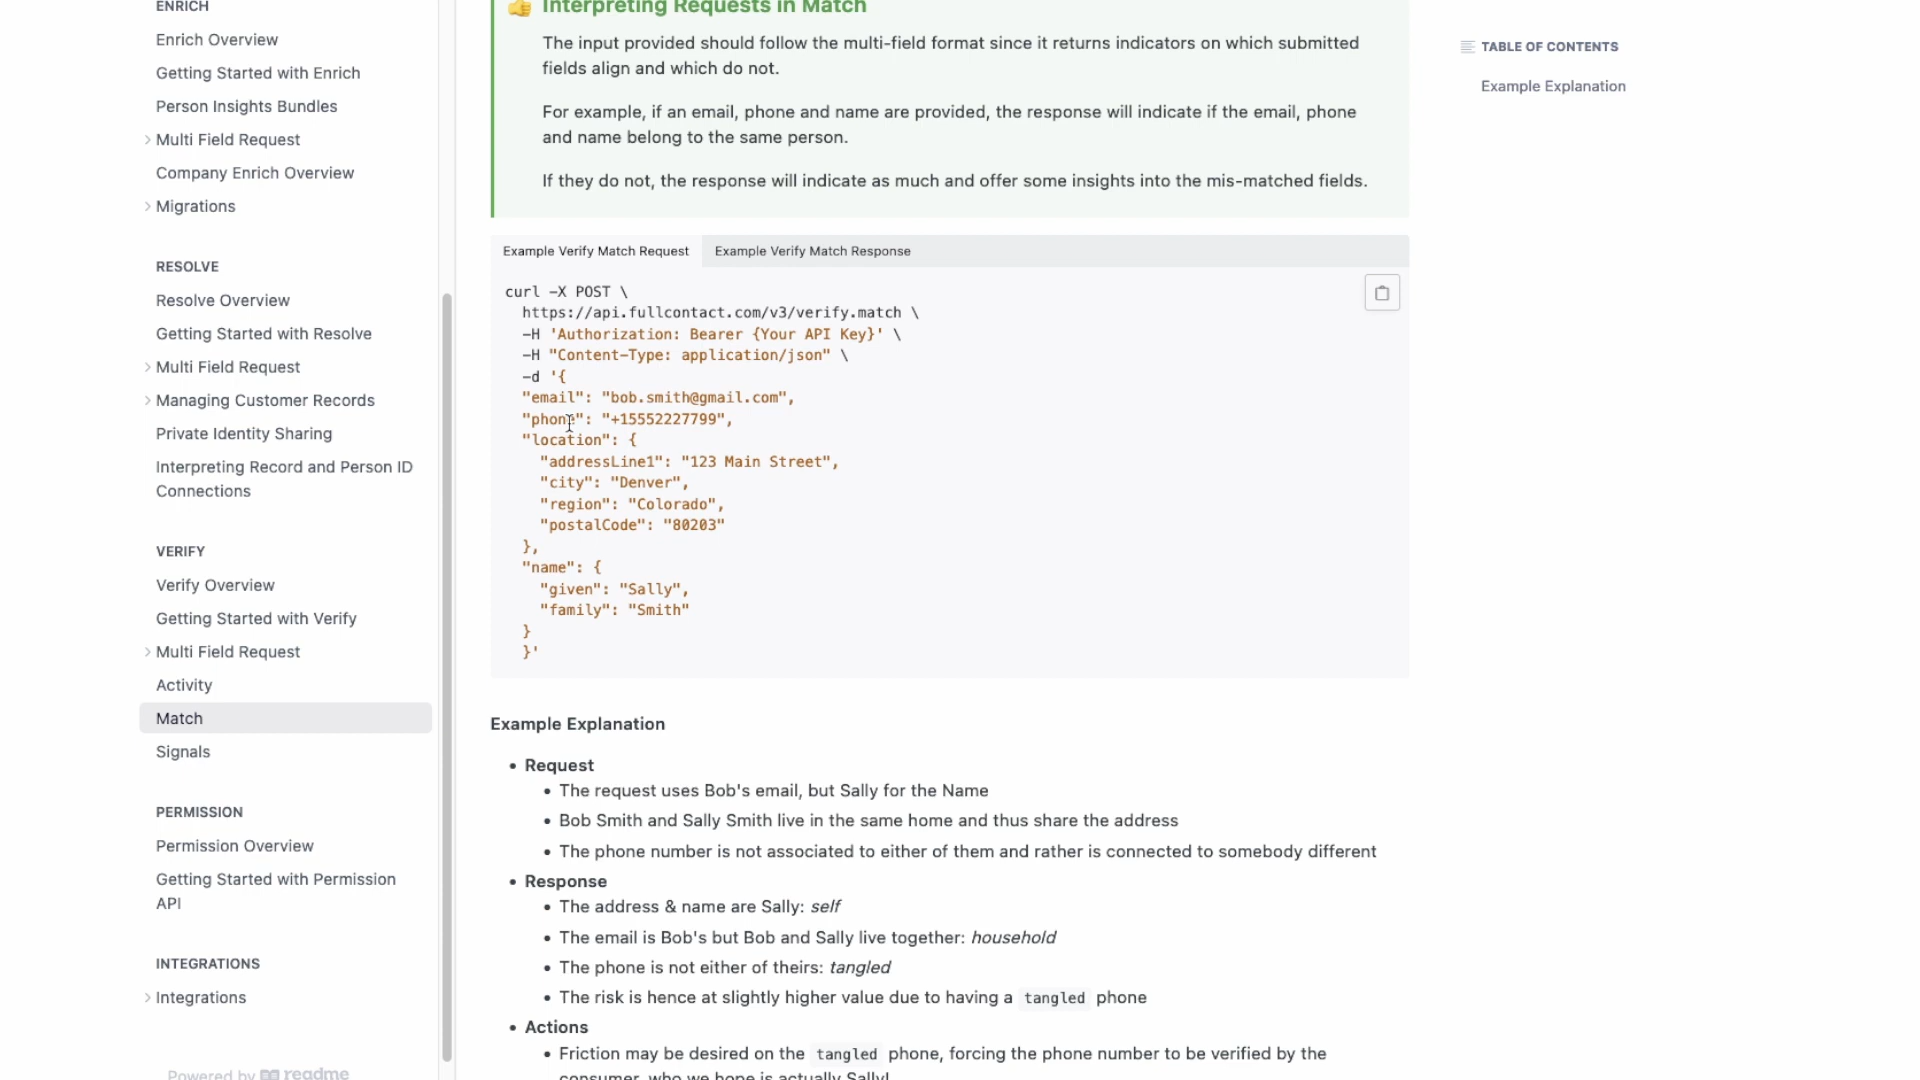 ENRICH
Enrich Overview
Getting Started with Enrich
Person Insights Bundles
Multi Field Request
Company Enrich Overview
Migrations
RESOLVE
Resolve Overview
Getting Started with Resolve
Multi Field Request
Managing Customer Records
Private Identity Sharing
Interpreting Record and Person ID
Connections
VERIFY
Verify Overview
Getting Started with Verify
Multi Field Request
Activity
Match
Signals
PERMISSION
Permission Overview
Getting Started with Permission
API
INTEGRATIONS
Integrations
Powered by readme
👍 Interpreting Requests in Match
The input provided should follow the multi-field format since it returns indicators on which submitted
fields align and which do not.
For example, if an email, phone and name are provided, the response will indicate if the email, phone
and name belong to the same person.
If they do not, the response will indicate as much and offer some insights into the mis-matched fields.
Example Verify Match Request
Example Verify Match Response
curl -X POST \
https://api.fullcontact.com/v3/verify.match \
-H 'Authorization: Bearer {Your API Key}' \
-H "Content-Type: application/json" \
-d '{
"email": "bob.smith@gmail.com",
"phone": "+15552227799",
"location": {
"addressLine1": "123 Main Street",
"city": "Denver",
"region": "Colorado",
"postalCode": "80203"
},
"name": {
"given": "Sally",
"family": "Smith"
}
}'
Example Explanation
• Request
• The request uses Bob's email, but Sally for the Name
• Bob Smith and Sally Smith live in the same home and thus share the address
• The phone number is not associated to either of them and rather is connected to somebody different
• Response
• The address & name are Sally: self
• The email is Bob's but Bob and Sally live together: household
• The phone is not either of theirs: tangled
• The risk is hence at slightly higher value due to having a tangled phone
• Actions
• Friction may be desired on the tangled phone, forcing the phone number to be verified by the
consumer, who we hope is actually Sally!
TABLE OF CONTENTS
Example Explanation